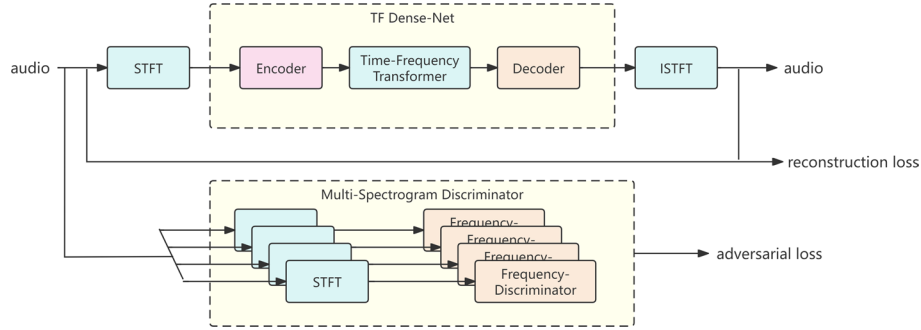 TF Dense-Net
audio
STFT
Encoder
Time-Frequency
Transformer
Decoder
ISTFT
audio
reconstruction loss
Multi-Spectrogram Discriminator
Frequency-
Frequency-
Frequency-
STFT
Frequency-
Discriminator
adversarial loss